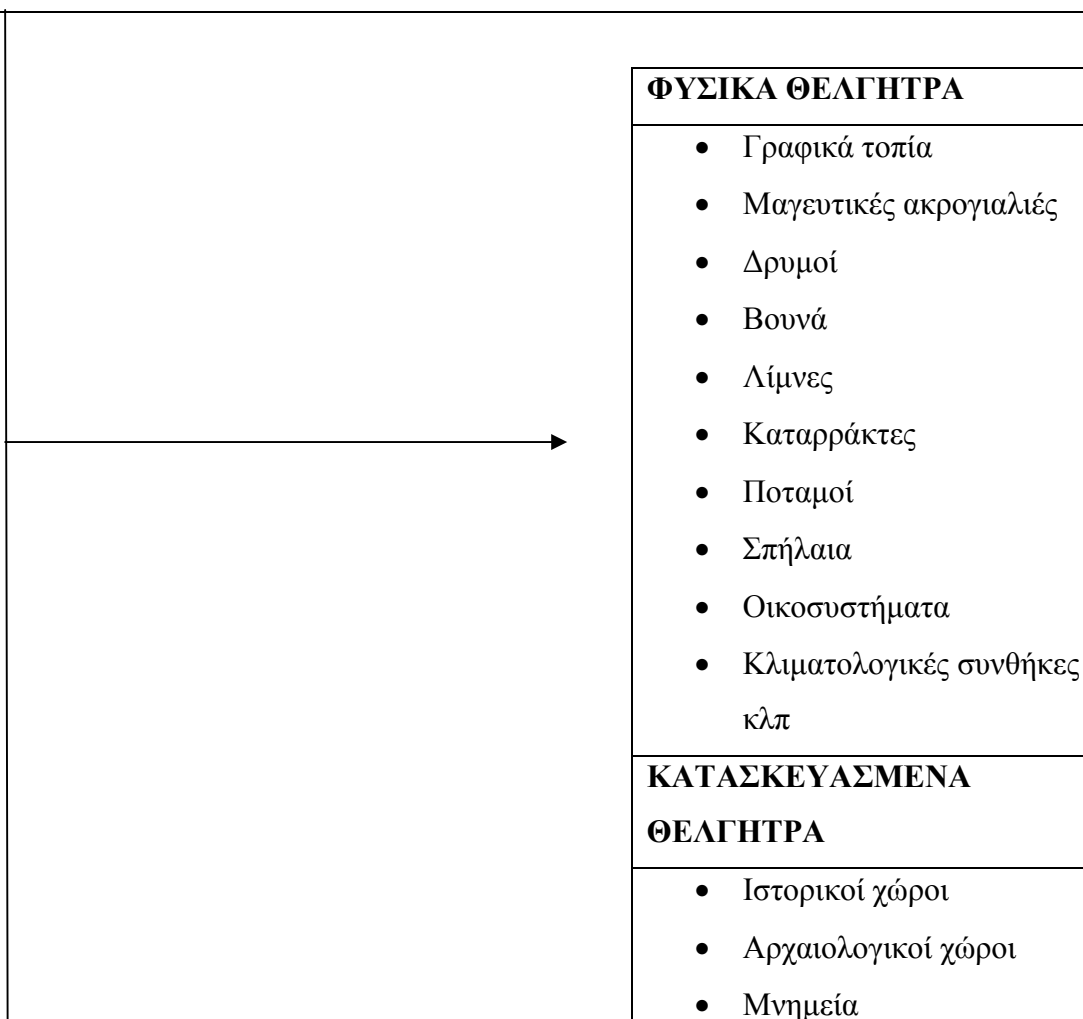 ΦΥΣΙΚΑ ΘΕΛΓΗΤΡΑ
• Γραφικά τοπία
• Μαγευτικές ακρογιαλιές
• Δρυμοί
• Βουνά
• Λίμνες
• Καταρράκτες
• Ποταμοί
• Σπήλαια
• Οικοσυστήματα
• Κλιματολογικές συνθήκες
κλπ
ΚΑΤΑΣΚΕΥΑΣΜΕΝΑ
ΘΕΛΓΗΤΡΑ
• Ιστορικοί χώροι
• Αρχαιολογικοί χώροι
• Μνημεία